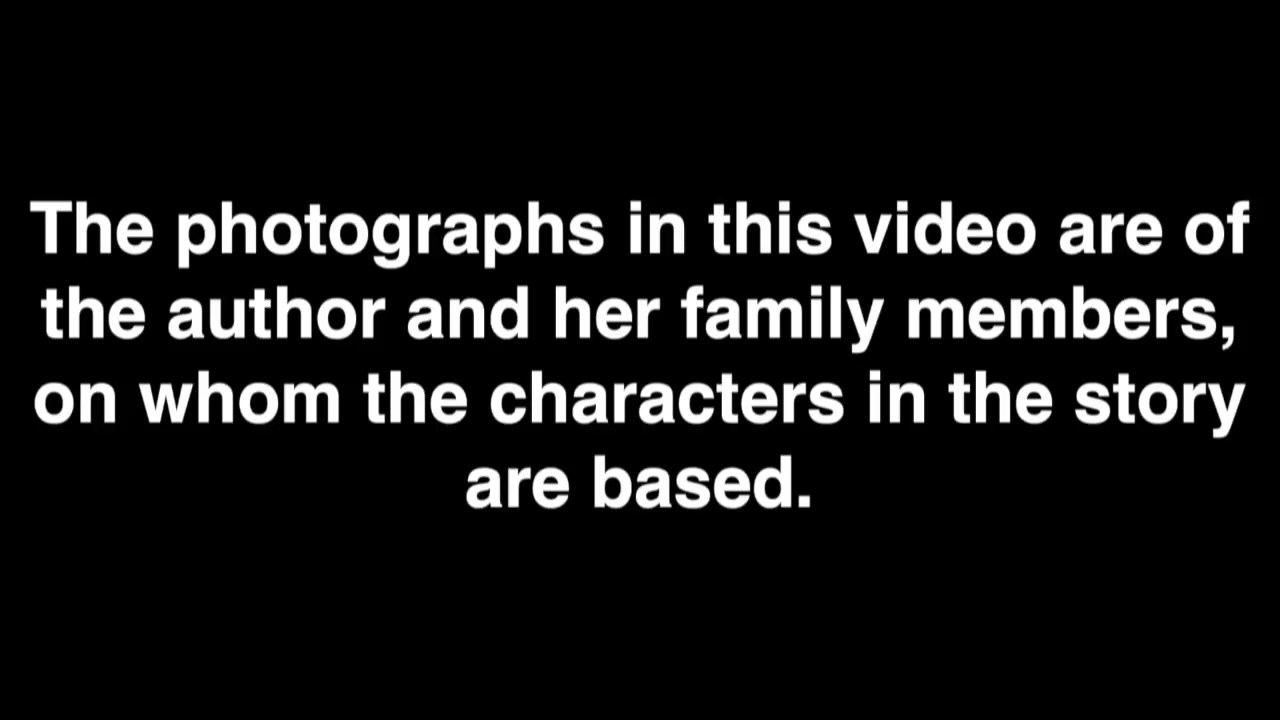 The photographs in this video are of
the author and her family members,
on whom the characters in the story
are based.